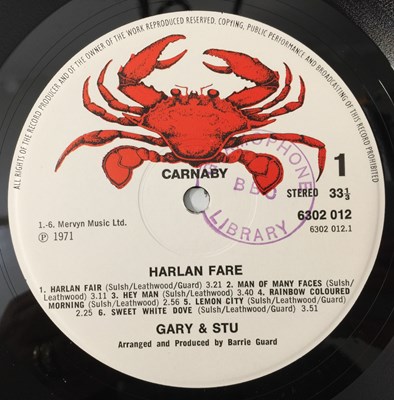 ALL RIGHTS OF THE RECORD PRODUCER AND OF THE OWNER OF THE WORK REPRODUCED RESERVED. COPYING, PUBLIC PERFORMANCE AND BROADCASTING OF THIS RECORD PROHIBITED
CARNABY
1
GRAMOPHONE
BBC
LIBRARY
STEREO 33⅓
6302 012
6302 012.1
1.-6. Mervyn Music Ltd.
Ⓟ 1971
HARLAN FARE
1. HARLAN FAIR (Sulsh/Leathwood/Guard) 3.21 2. MAN OF MANY FACES (Sulsh/
Leathwood) 3.11 3. HEY MAN (Sulsh/Leathwood) 3.40 4. RAINBOW COLOURED
MORNING (Sulsh/Leathwood) 2.56 5. LEMON CITY (Sulsh/Leathwood/Guard)
2.25 6. SWEET WHITE DOVE (Sulsh/Leathwood) 3.51
GARY & STU
Arranged and Produced by Barrie Guard